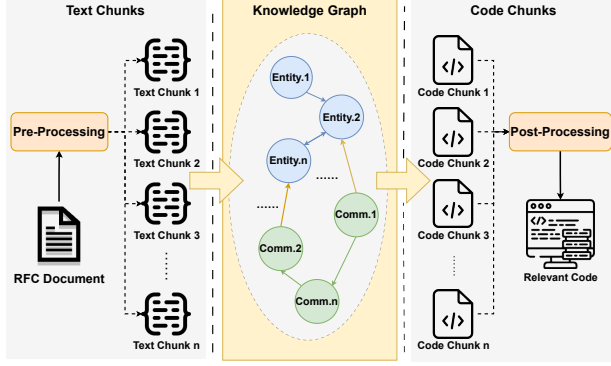 Text Chunks
Pre-Processing
RFC Document
Text Chunk 1
Text Chunk 2
Text Chunk 3
Text Chunk n
Knowledge Graph
Entity.1
Entity.2
Entity.n
......
......
Comm.1
Comm.2
Comm.n
Code Chunks
Code Chunk 1
Code Chunk 2
Code Chunk 3
Code Chunk n
Post-Processing
Relevant Code